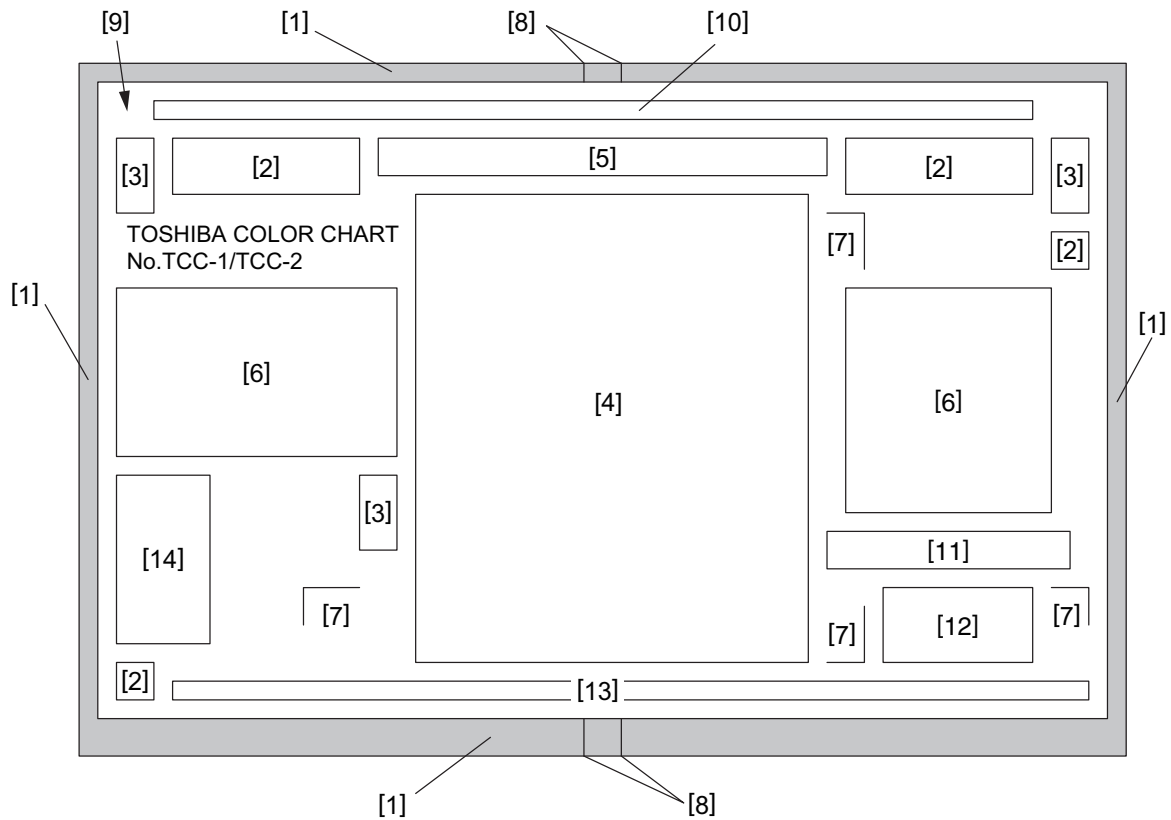 [9] [1] [8] [10]
[3] [2] [5] [2] [3]
TOSHIBA COLOR CHART
No.TCC-1/TCC-2
[7] [2]
[1] [1]
[6] [4] [6]
[3]
[14] [11]
[7] [7] [12] [7]
[2] [13]
[1] [8]